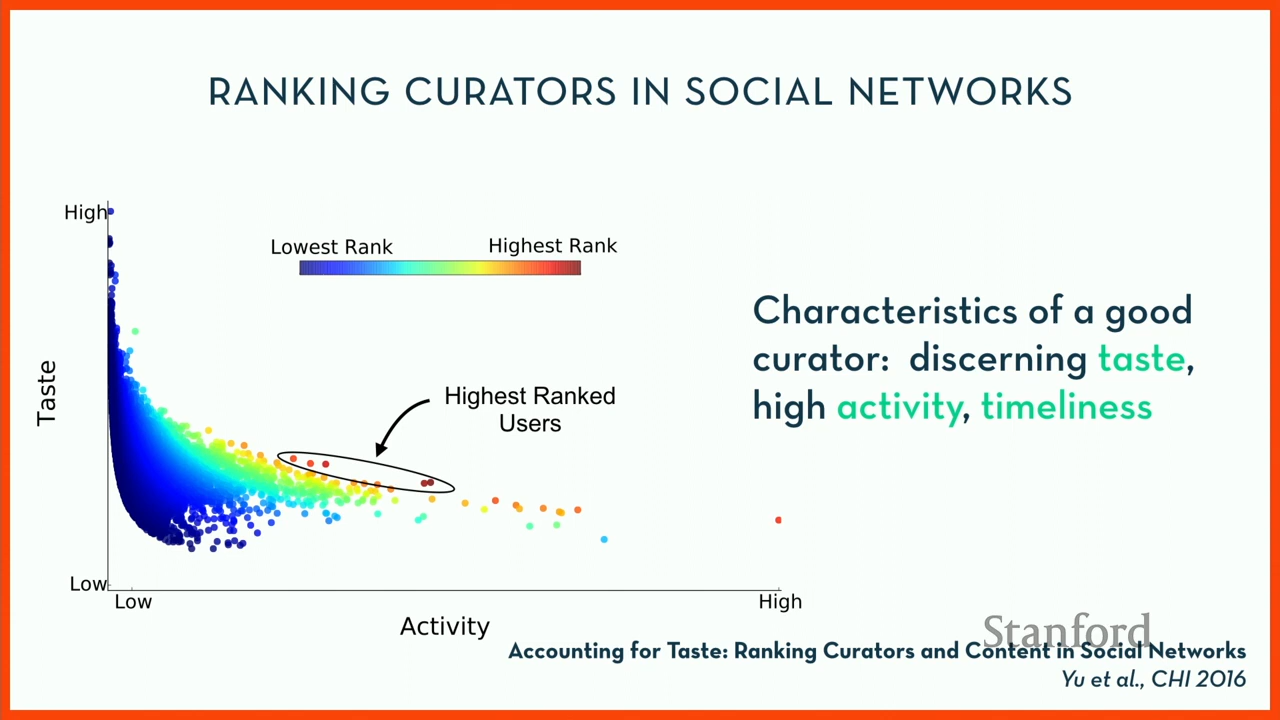 RANKING CURATORS IN SOCIAL NETWORKS
High
Lowest Rank
Highest Rank
Taste
Highest Ranked
Users
Low
Low
High
Activity
Characteristics of a good
curator: discerning taste,
high activity, timeliness
Stanford
Accounting for Taste: Ranking Curators and Content in Social Networks
Yu et al., CHI 2016